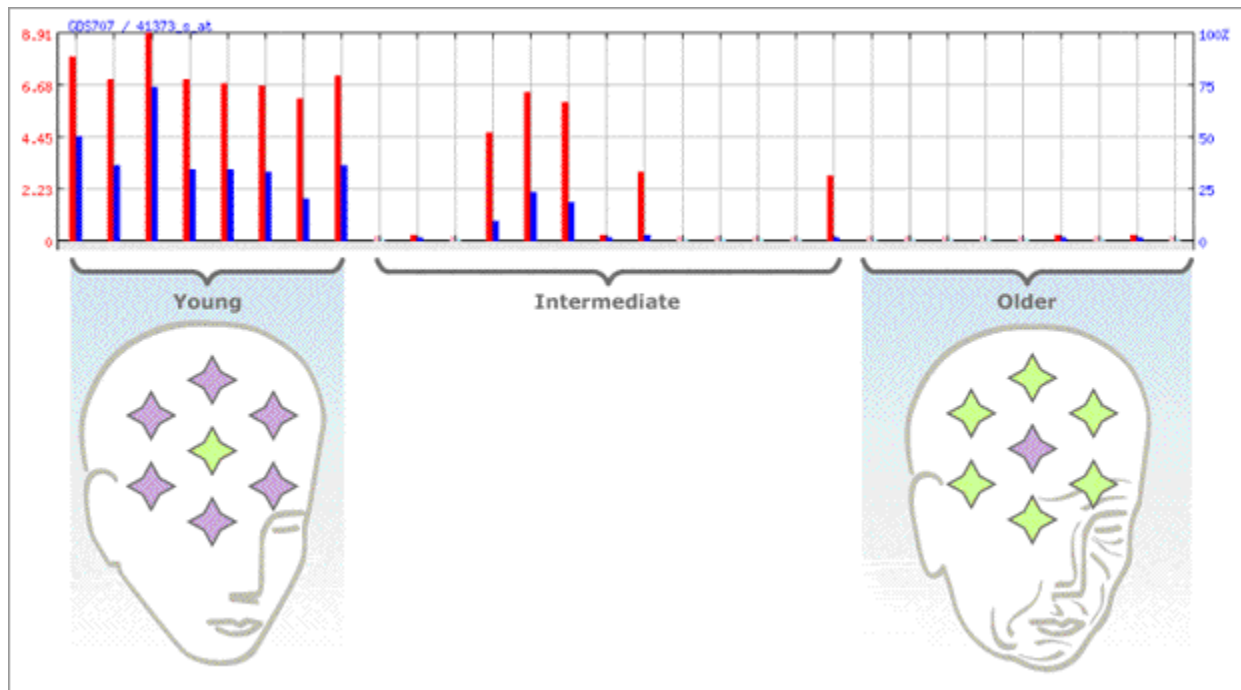 GDS707 / 41373_s_at
8.91
6.68
4.45
2.23
0
100%
75
50
25
0
Young
Intermediate
Older